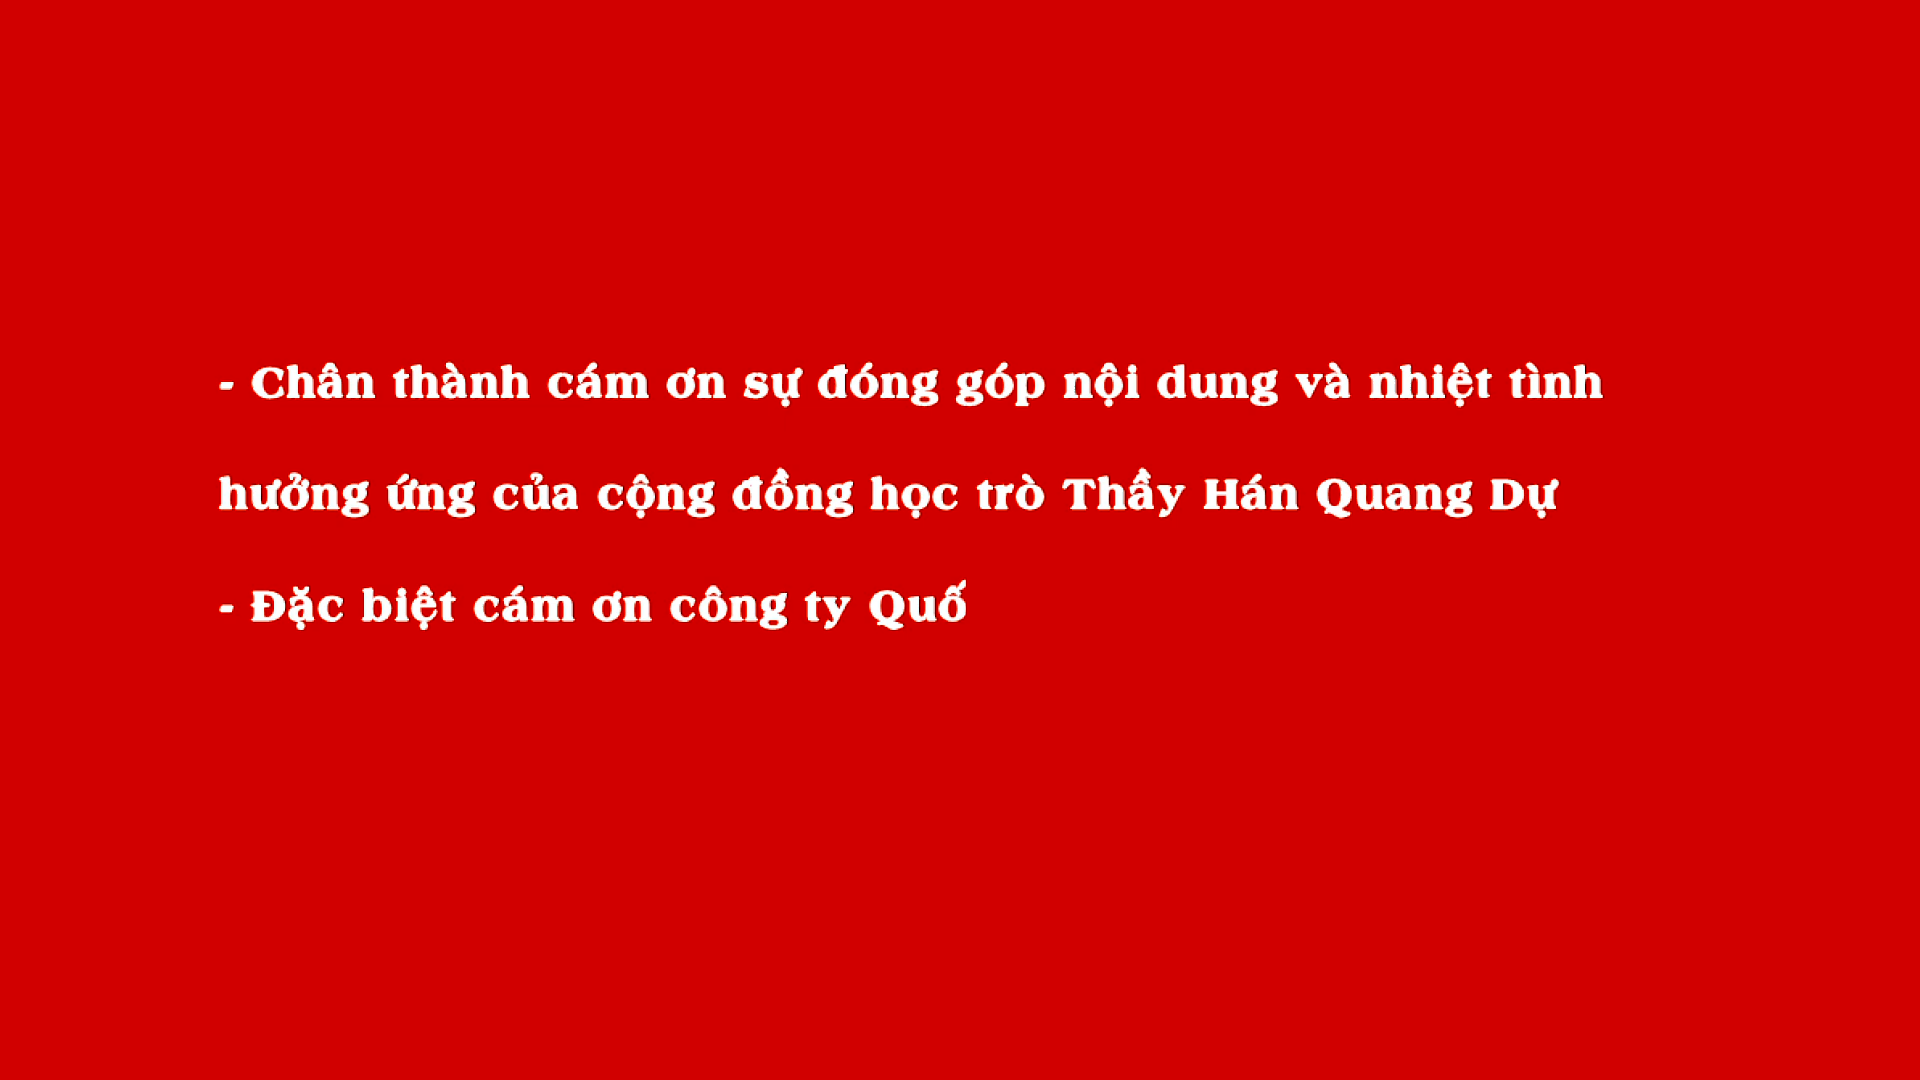 - Chân thành cám ơn sự đóng góp nội dung và nhiệt tình
hưởng ứng của cộng đồng học trò Thầy Hán Quang Dự
- Đặc biệt cám ơn công ty Quố